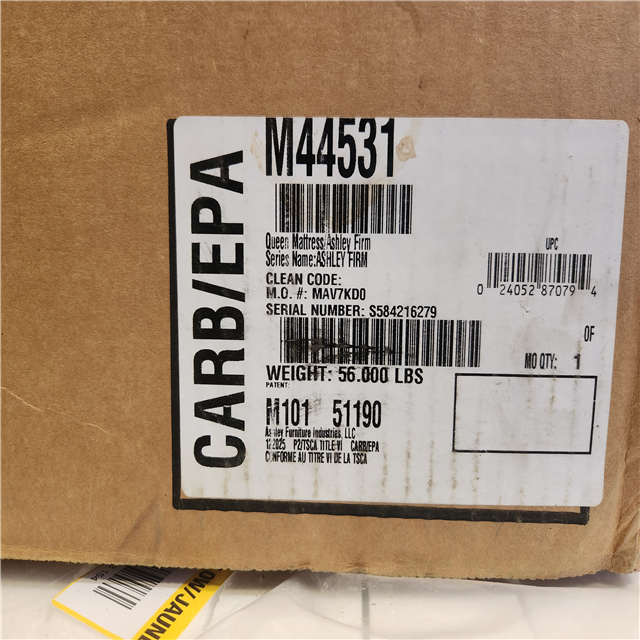 CARB/EPA
M44531
Queen Mattress/Ashley Firm
Series Name:ASHLEY FIRM
CLEAN CODE:
M.O. #: MAV7KD0
SERIAL NUMBER: S584216279
UPC
0 24052 87079 4
OF
MO QTY: 1
WEIGHT: 56.000 LBS
PATENT:
M101 51190
Ashley Furniture Industries, LLC
P2/TSCA TITLE-VI CARB/EPA
CONFORME AU TITRE VI DE LA TSCA
OW/JAUN